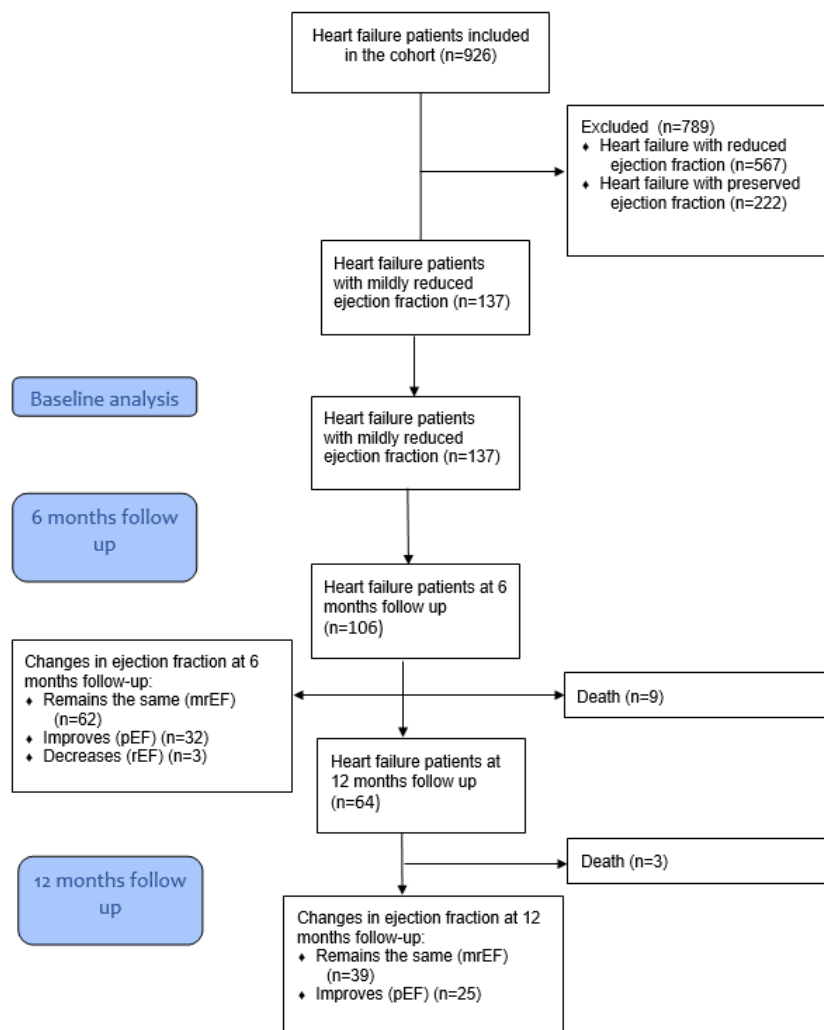 Heart failure patients included
in the cohort (n=926)
Excluded (n=789)
♦ Heart failure with reduced
ejection fraction (n=567)
♦ Heart failure with preserved
ejection fraction (n=222)
Heart failure patients
with mildly reduced
ejection fraction (n=137)
Baseline analysis
Heart failure patients
with mildly reduced
ejection fraction (n=137)
6 months follow
up
Heart failure patients at 6
months follow up
(n=106)
Changes in ejection fraction at 6
months follow-up:
♦ Remains the same (mrEF)
(n=62)
♦ Improves (pEF) (n=32)
♦ Decreases (rEF) (n=3)
Death (n=9)
Heart failure patients at
12 months follow up
(n=64)
12 months follow
up
Death (n=3)
Changes in ejection fraction at 12
months follow-up:
♦ Remains the same (mrEF)
(n=39)
♦ Improves (pEF) (n=25)